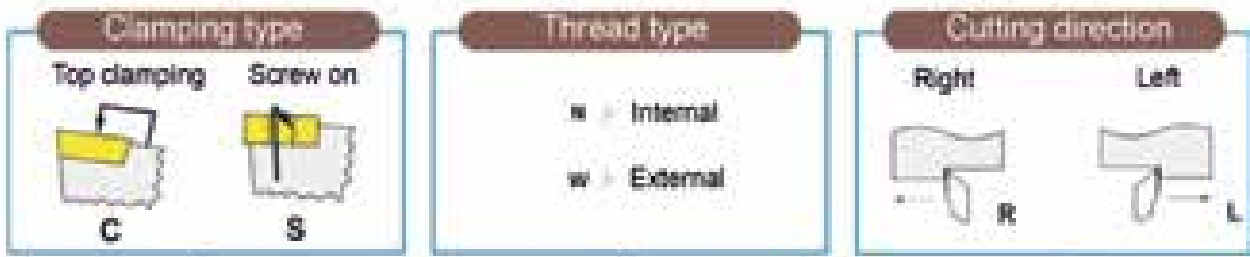 Clamping type
Top clamping
Screw on
C
S
Thread type
N > Internal
W > External
Cutting direction
Right
Left
R
L